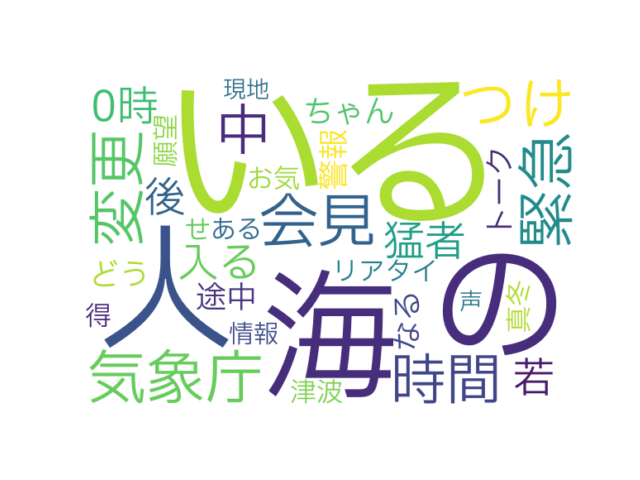 現地
0時
いる
ちゃん
つけ
中
願望
変更
警報
お気
トーク
緊急
後
せ
ある
会見
猛者
人
入る
海
の
リアタイ
どう
途中
得
情報
なる
声
真冬
気象庁
津波
時間
若